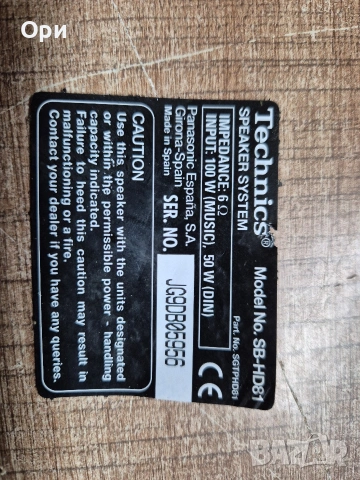 Ори
Technics® Model No. SB-HD81
SPEAKER SYSTEM Part. No. SGTPHD81
IMPEDANCE: 6 Ω
INPUT: 100 W (MUSIC), 50 W (DIN)
Panasonic España, S.A.
Girona-Spain
Made in Spain
SER. NO. JG9DB05956
CE
CAUTION
Use this speaker with the units designated
or within the permissible power - handling
capacity indicated.
Failure to heed this caution may result in
malfunctioning or a fire.
Contact your dealer if you have any queries.
BAZAR